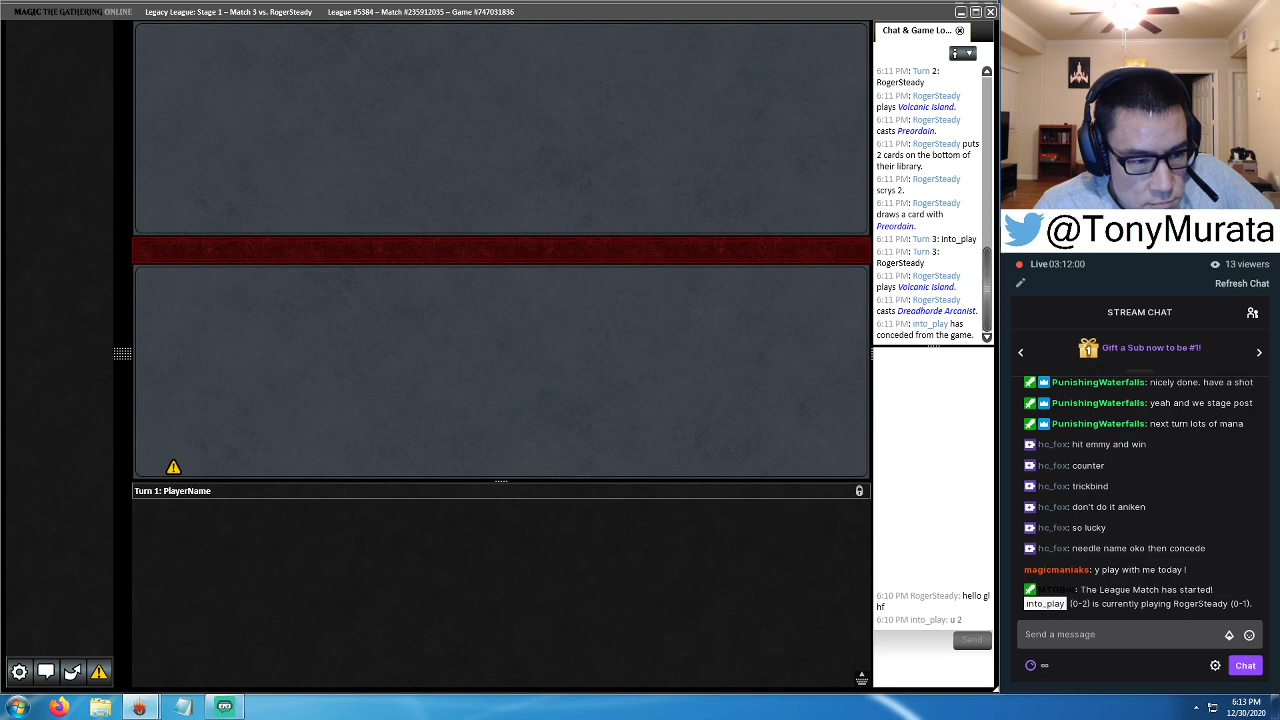 MAGIC THE GATHERING ONLINE
Legacy League: Stage 1 – Match 3 vs. RogerSteady
League #5384 – Match #235912035 – Game #747031836
Chat & Game Lo...
6:11 PM: Turn 2:
RogerSteady
6:11 PM: RogerSteady
plays Volcanic Island.
6:11 PM: RogerSteady
casts Preordain.
6:11 PM: RogerSteady puts
2 cards on the bottom of
their library.
6:11 PM: RogerSteady
scrys 2.
6:11 PM: RogerSteady
draws a card with
Preordain.
6:11 PM: Turn 3: into_play
6:11 PM: Turn 3:
RogerSteady
6:11 PM: RogerSteady
plays Volcanic Island.
6:11 PM: RogerSteady
casts Dreadhorde Arcanist.
6:11 PM: into_play has
conceded from the game.
Turn 1: PlayerName
6:10 PM RogerSteady: hello gl
hf
6:10 PM into_play: u 2
Send
@TonyMurata
Live 03:12:00
13 viewers
Refresh Chat
STREAM CHAT
1
Gift a Sub now to be #1!
PunishingWaterfalls: nicely done. have a shot
PunishingWaterfalls: yeah and we stage post
PunishingWaterfalls: next turn lots of mana
hc_fox: hit emmy and win
hc_fox: counter
hc_fox: trickbind
hc_fox: don't do it aniken
hc_fox: so lucky
hc_fox: needle name oko then concede
magicmaniaks: y play with me today !
: The League Match has started!
into_play (0-2) is currently playing RogerSteady (0-1).
Send a message
Chat
6:13 PM
12/30/2020